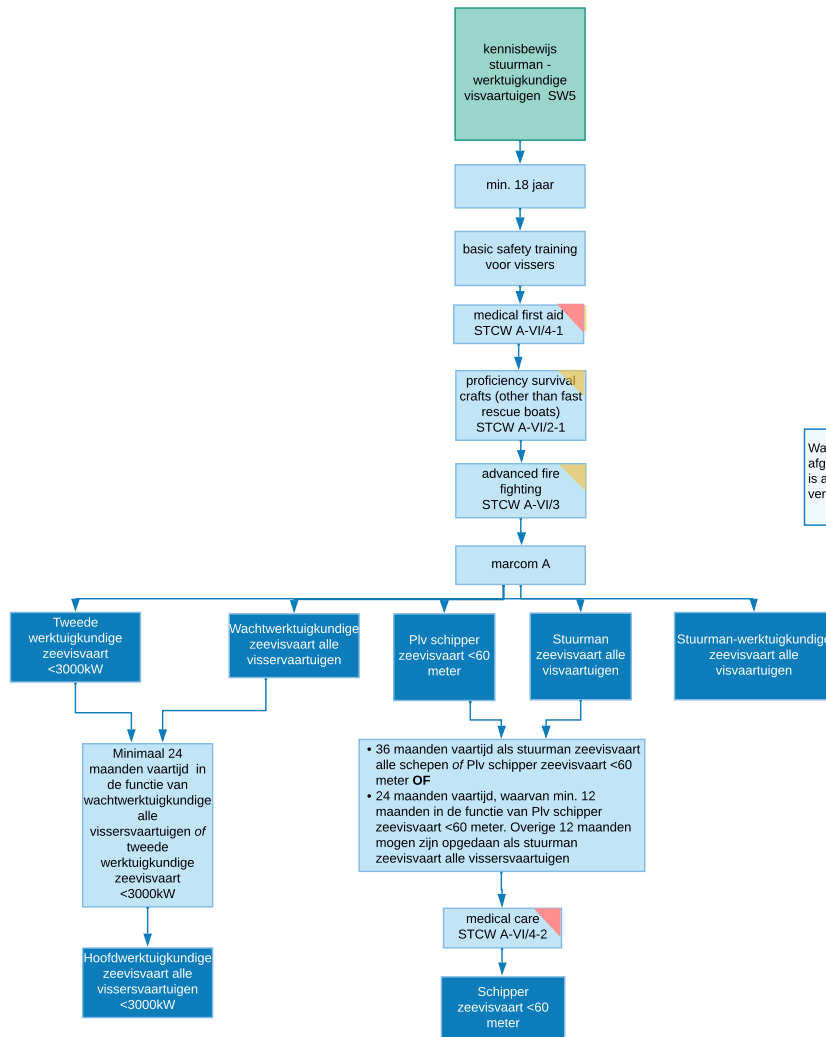 kennisbewijs
stuurman -
werktuigkundige
visvaartuigen SW5
min. 18 jaar
basic safety training
voor vissers
medical first aid
STCW A-VI/4-1
proficiency survival
crafts (other than fast
rescue boats)
STCW A-VI/2-1
advanced fire
fighting
STCW A-VI/3
marcom A
Tweede
werktuigkundige
zeevisvaart
<3000kW
Wachtwerktuigkundige
zeevisvaart alle
visservaartuigen
Plv schipper
zeevisvaart <60
meter
Stuurman
zeevisvaart alle
visvaartuigen
Stuurman-werktuigkundige
zeevisvaart alle
visvaartuigen
Minimaal 24
maanden vaartijd in
de functie van
wachtwerktuigkundige
alle
vissersvaartuigen of
tweede
werktuigkundige
zeevisvaart
<3000kW
• 36 maanden vaartijd als stuurman zeevisvaart
alle schepen of Plv schipper zeevisvaart <60
meter OF
• 24 maanden vaartijd, waarvan min. 12
maanden in de functie van Plv schipper
zeevisvaart <60 meter. Overige 12 maanden
mogen zijn opgedaan als stuurman
zeevisvaart alle vissersvaartuigen
medical care
STCW A-VI/4-2
Hoofdwerktuigkundige
zeevisvaart alle
vissersvaartuigen
<3000kW
Schipper
zeevisvaart <60
meter